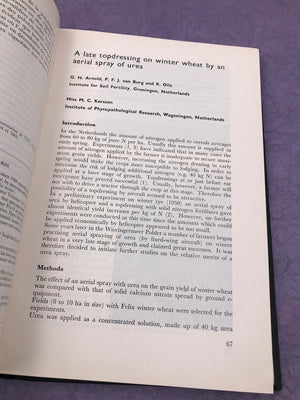 A late topdressing on winter wheat by an
aerial spray of urea
G. H. Arnold, P. F. J. van Burg and K. Dilz
Institute for Soil Fertility, Groningen, Netherlands
Miss M. C. Kerssen
Institute of Phytopathological Research, Wageningen, Netherlands
Introduction
In the Netherlands the amount of nitrogen applied to cereals averages
from 60 to 80 kg of pure N per ha. Usually this amount is supplied in
early spring. Experiments (1, 3) have indicated that in many cases the
amount of nitrogen applied by the farmer is inadequate to secure maxi-
mum grain yields. However, increasing the nitrogen dressing in early
spring would make the crops more susceptible to lodging. In order to
minimize the risk of lodging additional nitrogen (e.g. 40 kg N) can be
applied at a later stage of growth. Topdressings at or just before ear
emergence have proved successful (1). Usually, however, a farmer will
not wish to drive a tractor through the crop at this stage. Therefore the
possibility of a topdressing by aircraft seemed to be attractive.
In a preliminary experiment on winter rye (1950) an aerial spray of
urea by helicopter and a topdressing with solid nitrogen fertilizers gave
almost identical yield increases per kg of N (2). However, no further
experiments were conducted at this time since the amounts which could
be applied economically by helicopter appeared to be too small.
Some years later in the Wieringermeer Polder a number of farmers began
practising aerial spraying of urea (by fixed-wing aircraft) on winter
wheat in a very late stage of growth and claimed great successes. It was
therefore decided to initiate further studies on the relative merits of a
urea spray.
Methods
The effect of an aerial spray with urea on the grain yield of winter wheat
was compared with that of solid calcium nitrate spread by ground e-
quipment.
Fields (8 to 10 ha in size) with Felix winter wheat were selected for the
experiments.
Urea was applied as a concentrated solution, made up of 40 kg urea
67